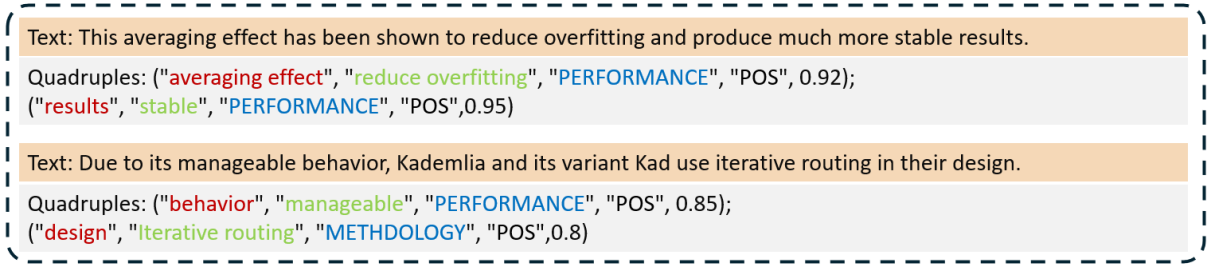 Text: This averaging effect has been shown to reduce overfitting and produce much more stable results.
Quadruples: ("averaging effect", "reduce overfitting", "PERFORMANCE", "POS", 0.92);
("results", "stable", "PERFORMANCE", "POS",0.95)
Text: Due to its manageable behavior, Kademlia and its variant Kad use iterative routing in their design.
Quadruples: ("behavior", "manageable", "PERFORMANCE", "POS", 0.85);
("design", "Iterative routing", "METHDOLOGY", "POS",0.8)